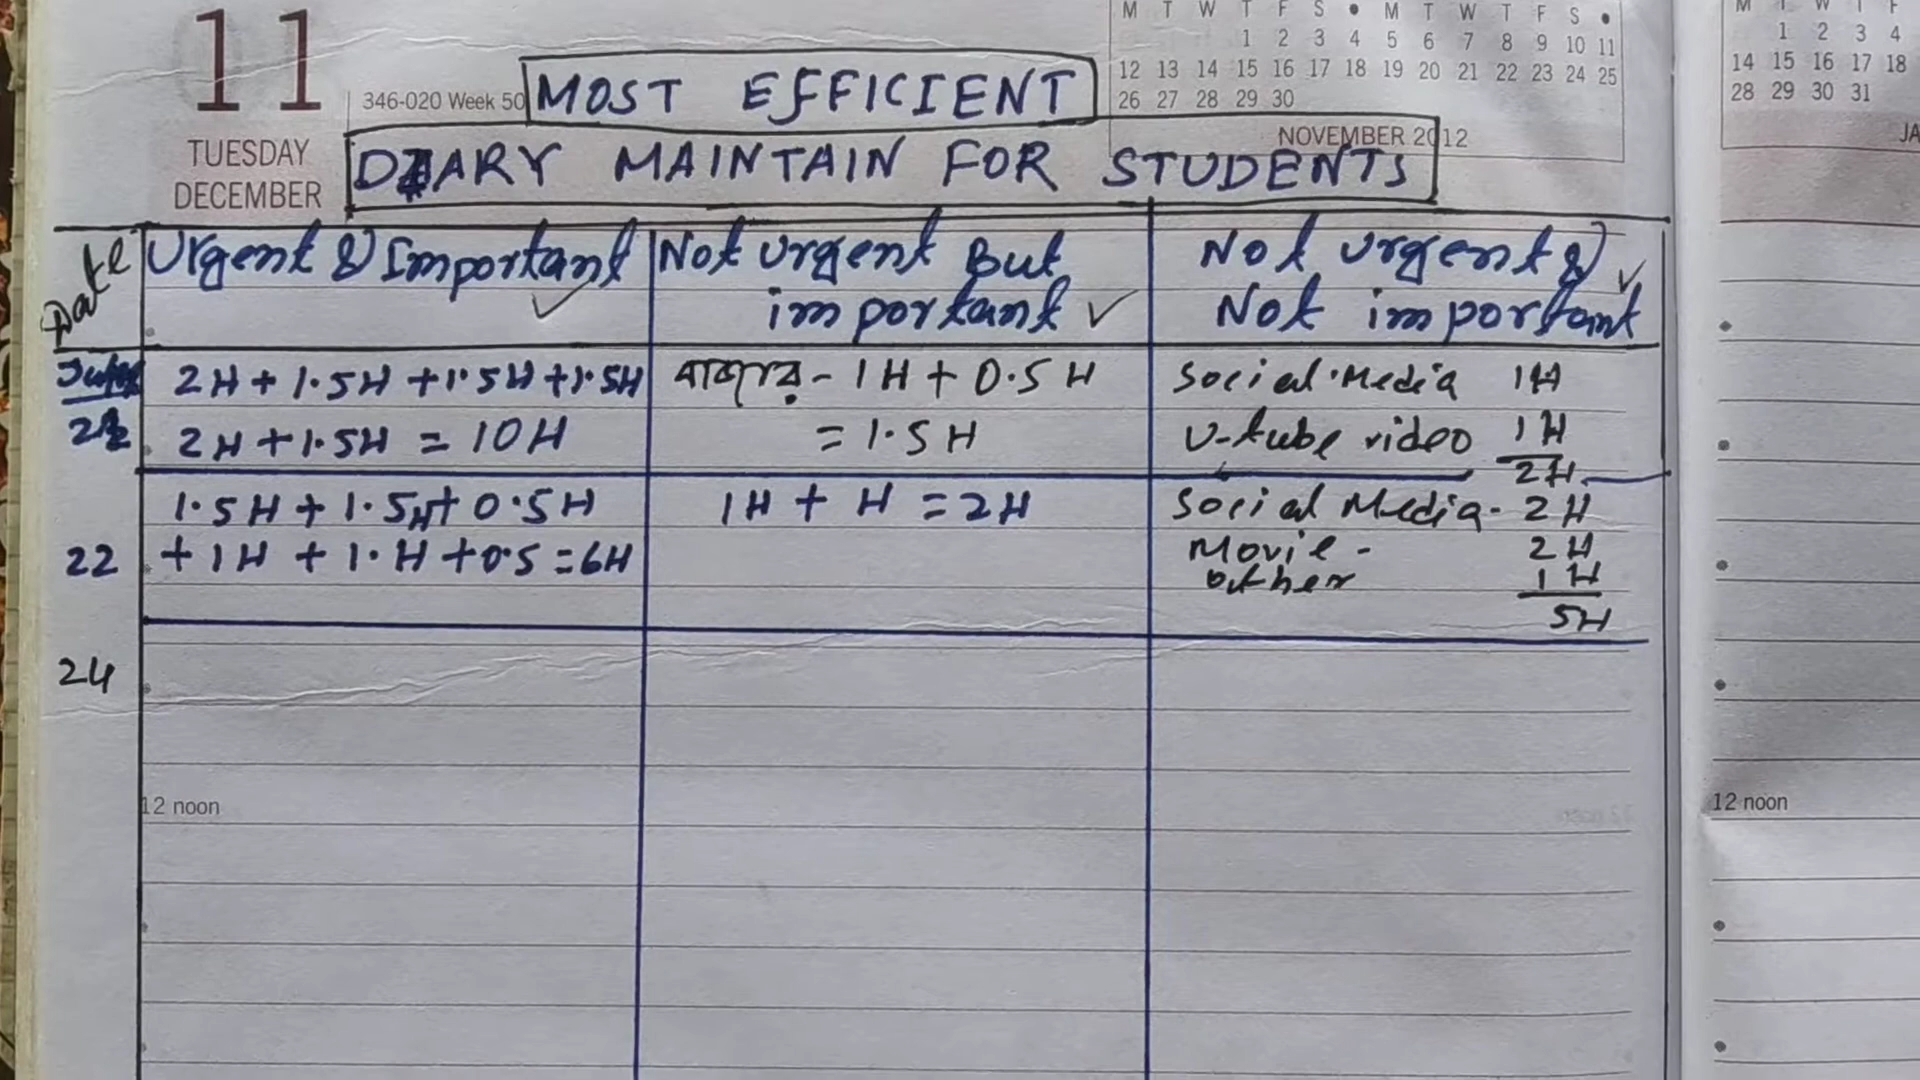 11
TUESDAY
DECEMBER
346-020 Week 50
M T W T F S • M T W T F S •
1 2 3 4 5 6 7 8 9 10 11
12 13 14 15 16 17 18 19 20 21 22 23 24 25
26 27 28 29 30
NOVEMBER 2012
M T W T F
1 2 3 4
14 15 16 17 18
28 29 30 31
JA
MOST EFFICIENT
DIARY MAINTAIN FOR STUDENTS
Date
Urgent & Important ✓
Not urgent But
important ✓
Not urgent & ✓
Not important
2H + 1.5H + 1.5H + 1.5H
2H + 1.5H = 10H
বাজার - 1H + 0.5H
= 1.5H
Social Media 1H
U-tube video 1H
2H
22
1.5H + 1.5H + 0.5H
+ 1H + 1.H + 0.5 = 6H
1H + H = 2H
Social Media - 2H
Movie - 2H
other 1H
5H
24
12 noon
12 noon